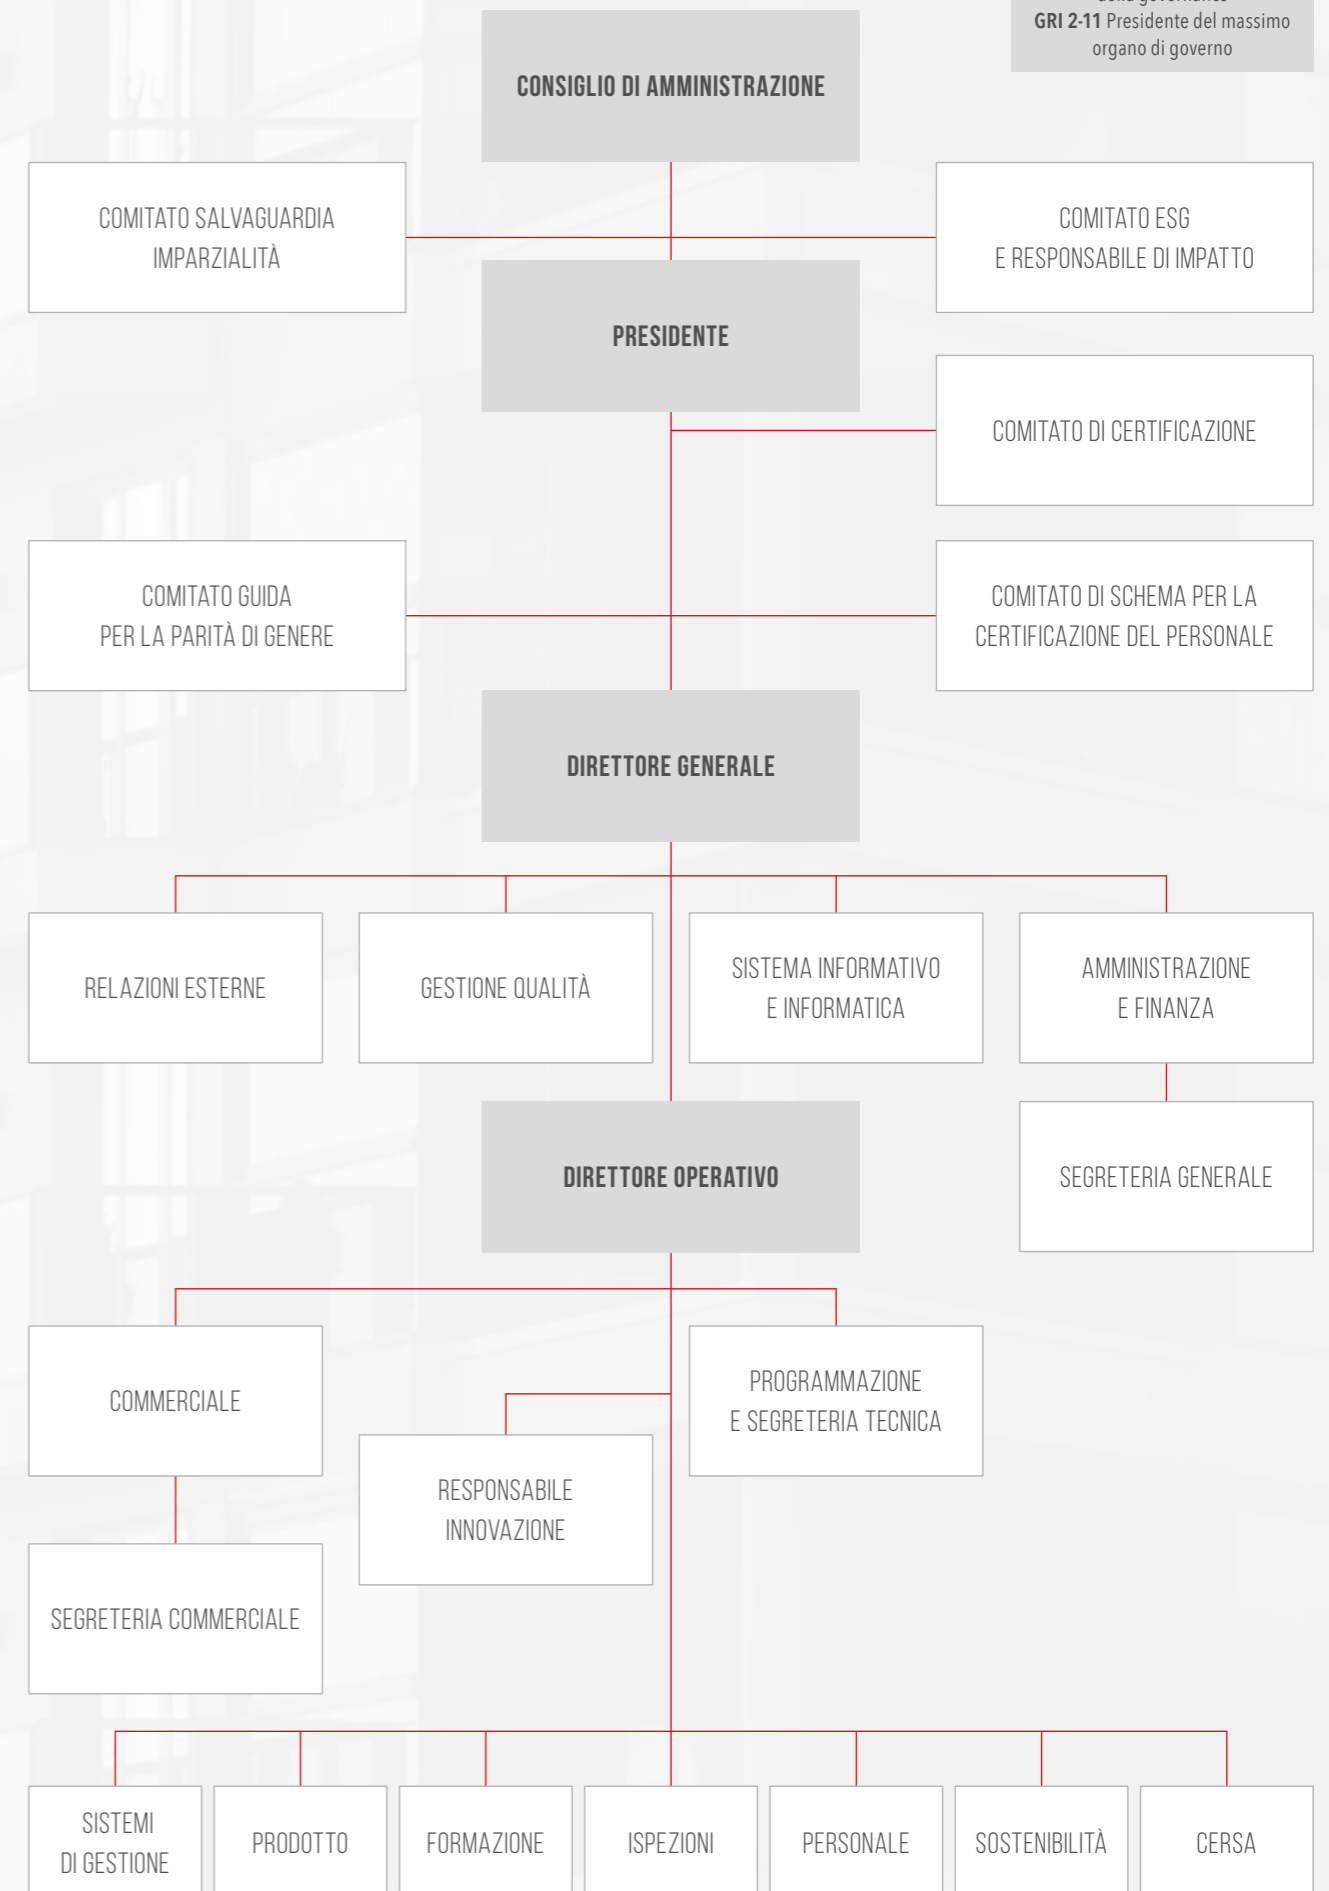 della governance
GRI 2-11 Presidente del massimo
organo di governo
CONSIGLIO DI AMMINISTRAZIONE
COMITATO SALVAGUARDIA
IMPARZIALITÀ
COMITATO ESG
E RESPONSABILE DI IMPATTO
PRESIDENTE
COMITATO DI CERTIFICAZIONE
COMITATO GUIDA
PER LA PARITÀ DI GENERE
COMITATO DI SCHEMA PER LA
CERTIFICAZIONE DEL PERSONALE
DIRETTORE GENERALE
RELAZIONI ESTERNE
GESTIONE QUALITÀ
SISTEMA INFORMATIVO
E INFORMATICA
AMMINISTRAZIONE
E FINANZA
DIRETTORE OPERATIVO
SEGRETERIA GENERALE
COMMERCIALE
PROGRAMMAZIONE
E SEGRETERIA TECNICA
RESPONSABILE
INNOVAZIONE
SEGRETERIA COMMERCIALE
SISTEMI
DI GESTIONE
PRODOTTO
FORMAZIONE
ISPEZIONI
PERSONALE
SOSTENIBILITÀ
CERSA